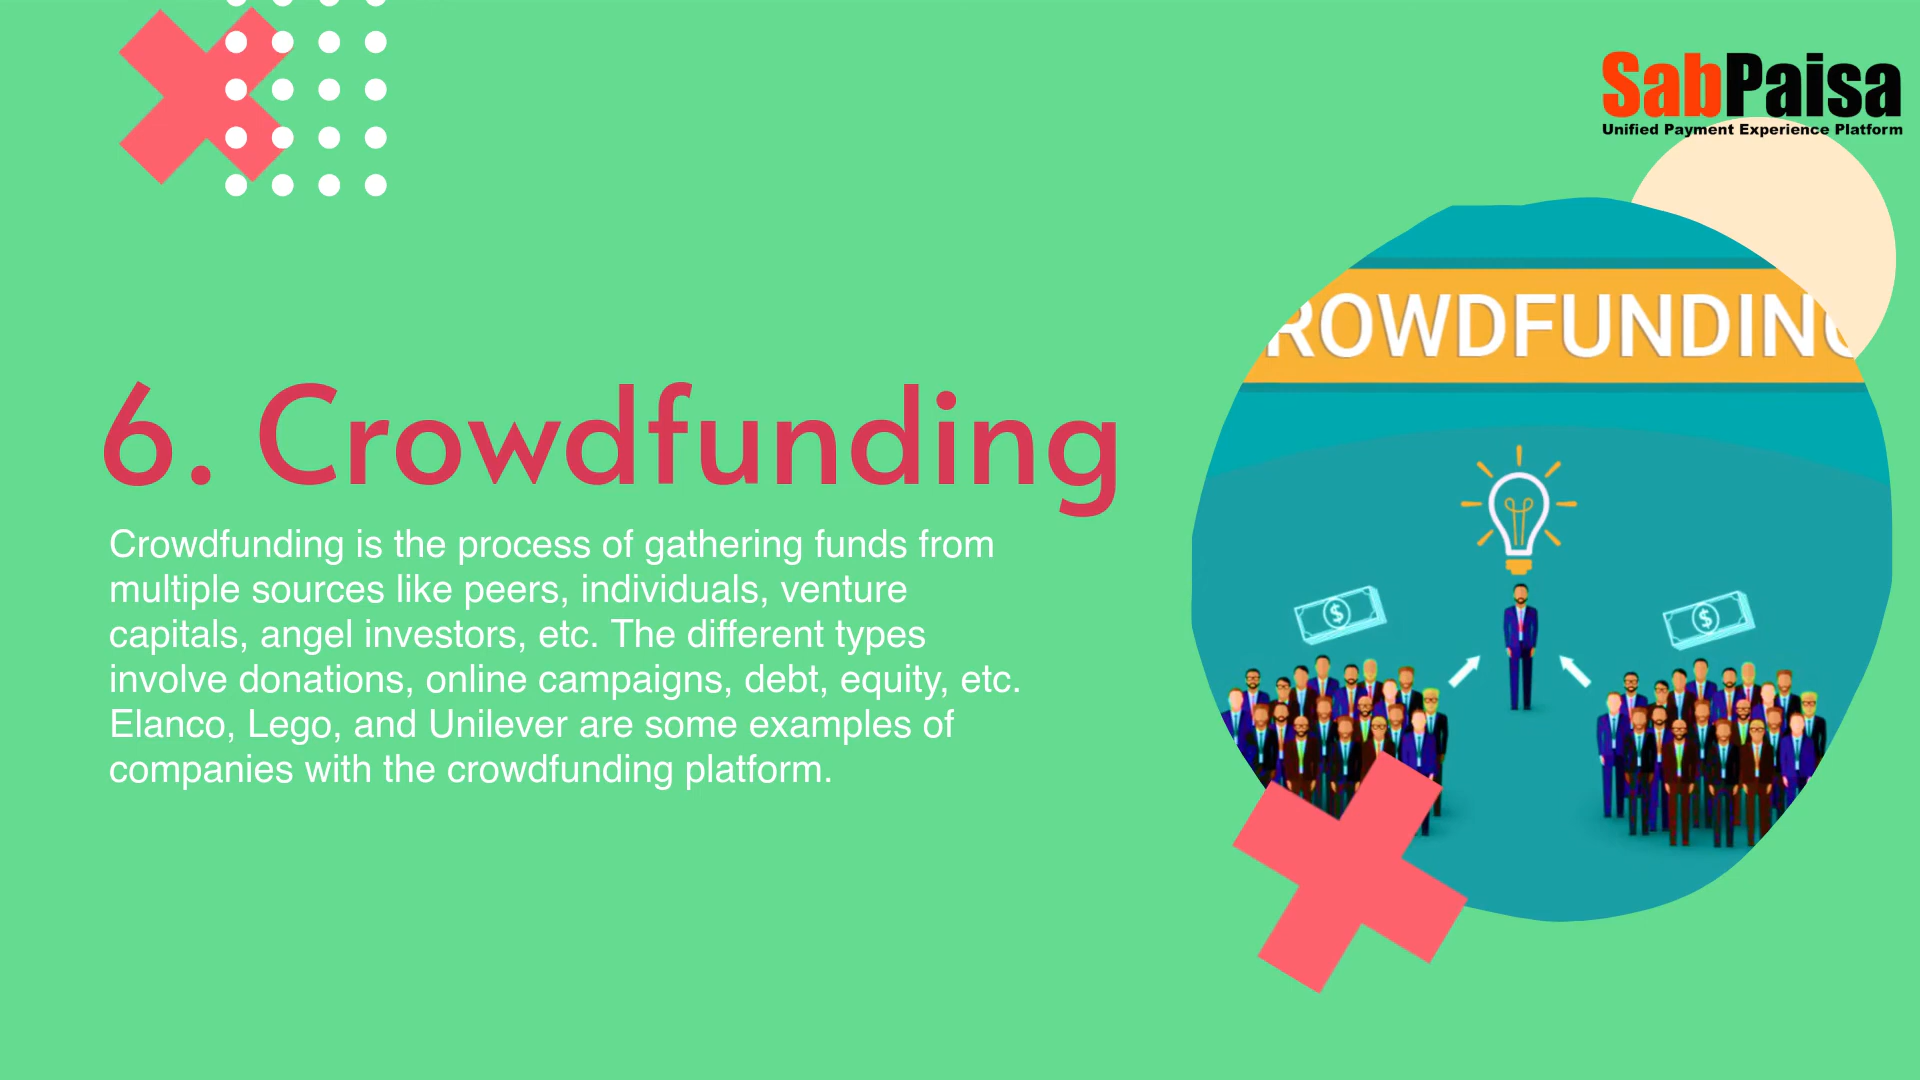 SabPaisa
Unified Payment Experience Platform
ROWDFUNDING
6. Crowdfunding
Crowdfunding is the process of gathering funds from
multiple sources like peers, individuals, venture
capitals, angel investors, etc. The different types
involve donations, online campaigns, debt, equity, etc.
Elanco, Lego, and Unilever are some examples of
companies with the crowdfunding platform.